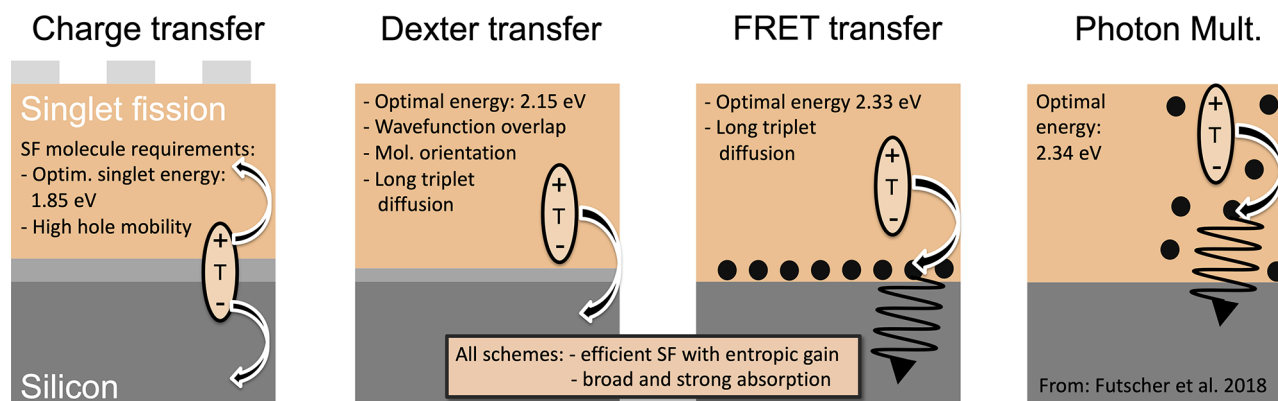 Charge transfer
Singlet fission
SF molecule requirements:
- Optim. singlet energy:
1.85 eV
- High hole mobility
+
T
-
Silicon
Dexter transfer
- Optimal energy: 2.15 eV
- Wavefunction overlap
- Mol. orientation
- Long triplet
diffusion
+
T
-
FRET transfer
- Optimal energy 2.33 eV
- Long triplet
diffusion
+
T
-
Photon Mult.
Optimal
energy:
2.34 eV
+
T
-
All schemes: - efficient SF with entropic gain
- broad and strong absorption
From: Futscher et al. 2018